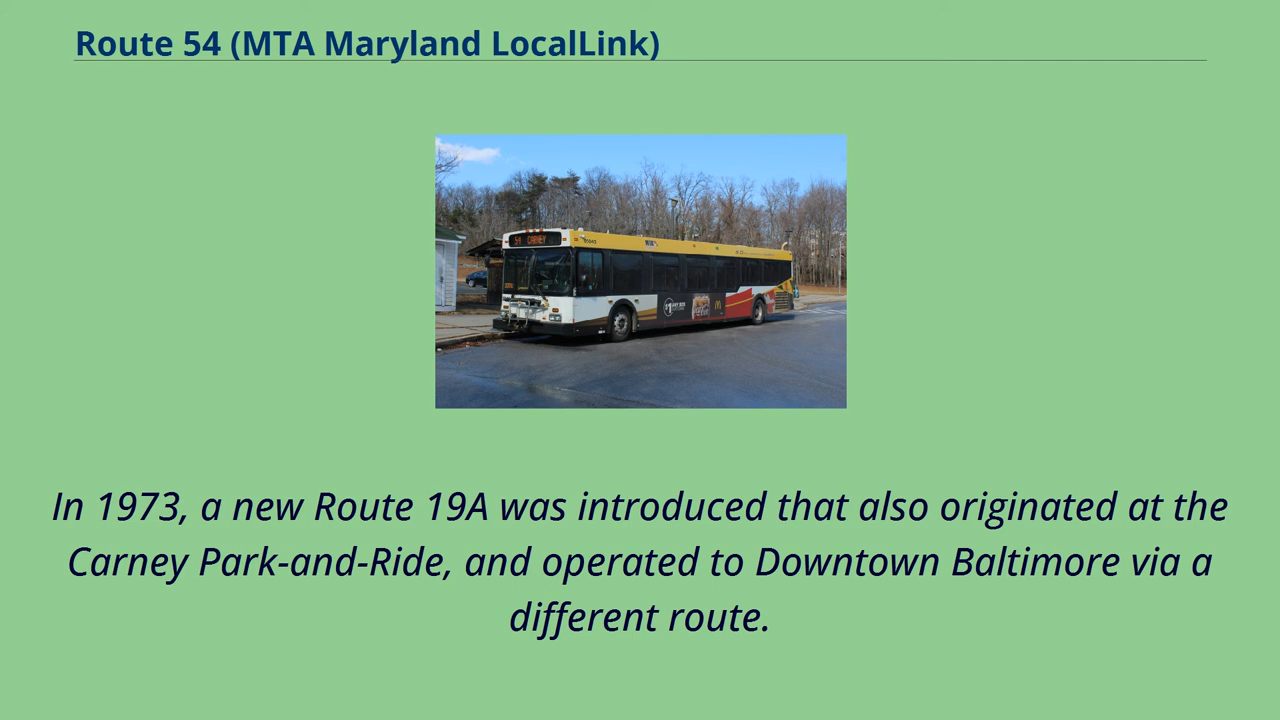 Route 54 (MTA Maryland LocalLink)
54 CARNEY
In 1973, a new Route 19A was introduced that also originated at the
Carney Park-and-Ride, and operated to Downtown Baltimore via a
different route.